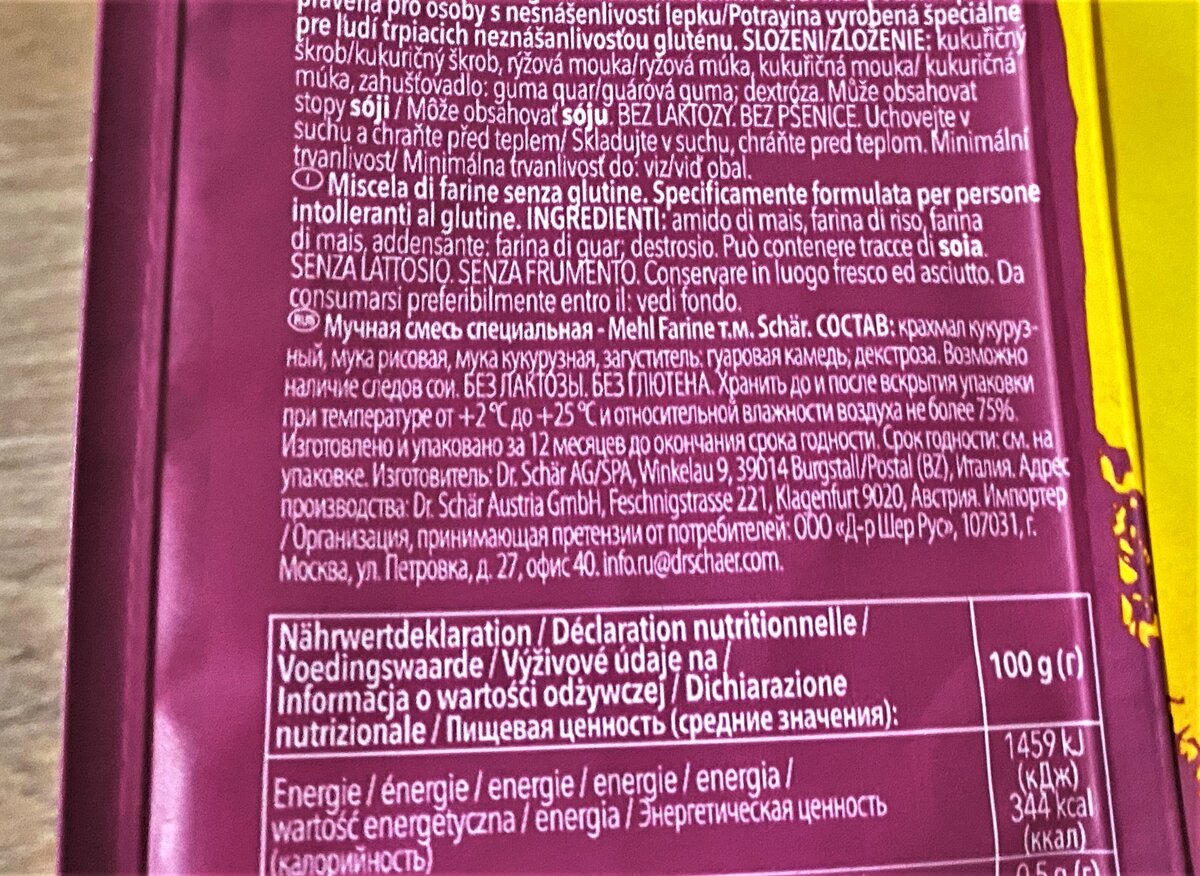 pro osoby s nesnášenlivostí lepku/Potravina vyrobená špeciálne
pre ľudí trpiacich neznášanlivosťou gluténu. SLOŽENÍ/ZLOŽENIE: kukuřičný
škrob/kukuričný škrob, rýžová mouka/ryžová múka, kukuřičná mouka/ kukuričná
múka, zahušťovadlo: guma guar/guárová guma; dextróza. Může obsahovat
stopy sóji / Môže obsahovať sóju. BEZ LAKTOZY. BEZ PŠENICE. Uchovejte v
suchu a chraňte před teplem/ Skladujte v suchu, chráňte pred teplom. Minimální
trvanlivost/ Minimálna trvanlivosť do: viz/viď obal.
I Miscela di farine senza glutine. Specificamente formulata per persone
intolleranti al glutine. INGREDIENTI: amido di mais, farina di riso, farina
di mais, addensante: farina di guar; destrosio. Può contenere tracce di soia.
SENZA LATTOSIO. SENZA FRUMENTO. Conservare in luogo fresco ed asciutto. Da
consumarsi preferibilmente entro il: vedi fondo.
RUS Мучная смесь специальная - Mehl Farine т.м. Schär. СОСТАВ: крахмал кукуруз-
ный, мука рисовая, мука кукурузная, загуститель: гуаровая камедь; декстроза. Возможно
наличие следов сои. БЕЗ ЛАКТОЗЫ. БЕЗ ГЛЮТЕНА. Хранить до и после вскрытия упаковки
при температуре от +2 °C до +25 °C и относительной влажности воздуха не более 75%.
Изготовлено и упаковано за 12 месяцев до окончания срока годности. Срок годности: см. на
упаковке. Изготовитель: Dr. Schär AG/SPA, Winkelau 9, 39014 Burgstall/Postal (BZ), Италия. Адрес
производства: Dr. Schär Austria GmbH, Feschnigstrasse 221, Klagenfurt 9020, Австрия. Импортер
/ Организация, принимающая претензии от потребителей: ООО «Д-р Шер Рус», 107031, г.
Москва, ул. Петровка, д. 27, офис 40. info.ru@drschaer.com.
Nährwertdeklaration / Déclaration nutritionnelle /
Voedingswaarde / Výživové údaje na /
Informacja o wartości odżywczej / Dichiarazione
nutrizionale / Пищевая ценность (средние значения):
100 g (г)
Energie / énergie / energie / energie / energia /
wartość energetyczna / energia / Энергетическая ценность
(калорийность)
1459 kJ
(кДж)
344 kcal
(ккал)
0,5 g (г)